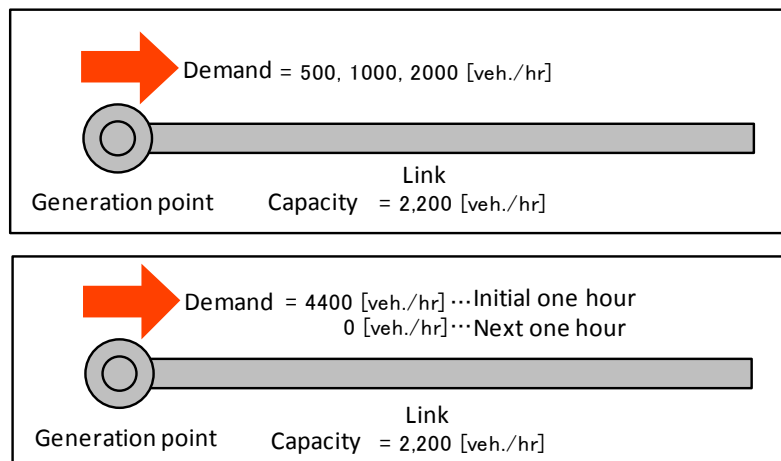 Demand = 500, 1000, 2000 [veh./hr]
Link
Generation point Capacity = 2,200 [veh./hr]
Demand = 4400 [veh./hr]…Initial one hour
0 [veh./hr]…Next one hour
Link
Generation point Capacity = 2,200 [veh./hr]